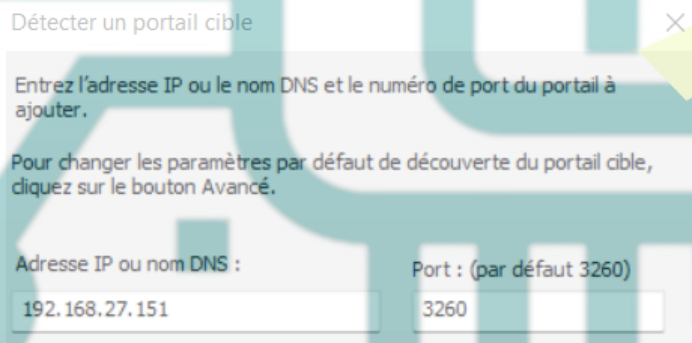 Détecter un portail cible
Entrez l'adresse IP ou le nom DNS et le numéro de port du portail à
ajouter.
Pour changer les paramètres par défaut de découverte du portail cible,
cliquez sur le bouton Avancé.
Adresse IP ou nom DNS :
Port : (par défaut 3260)
192.168.27.151
3260